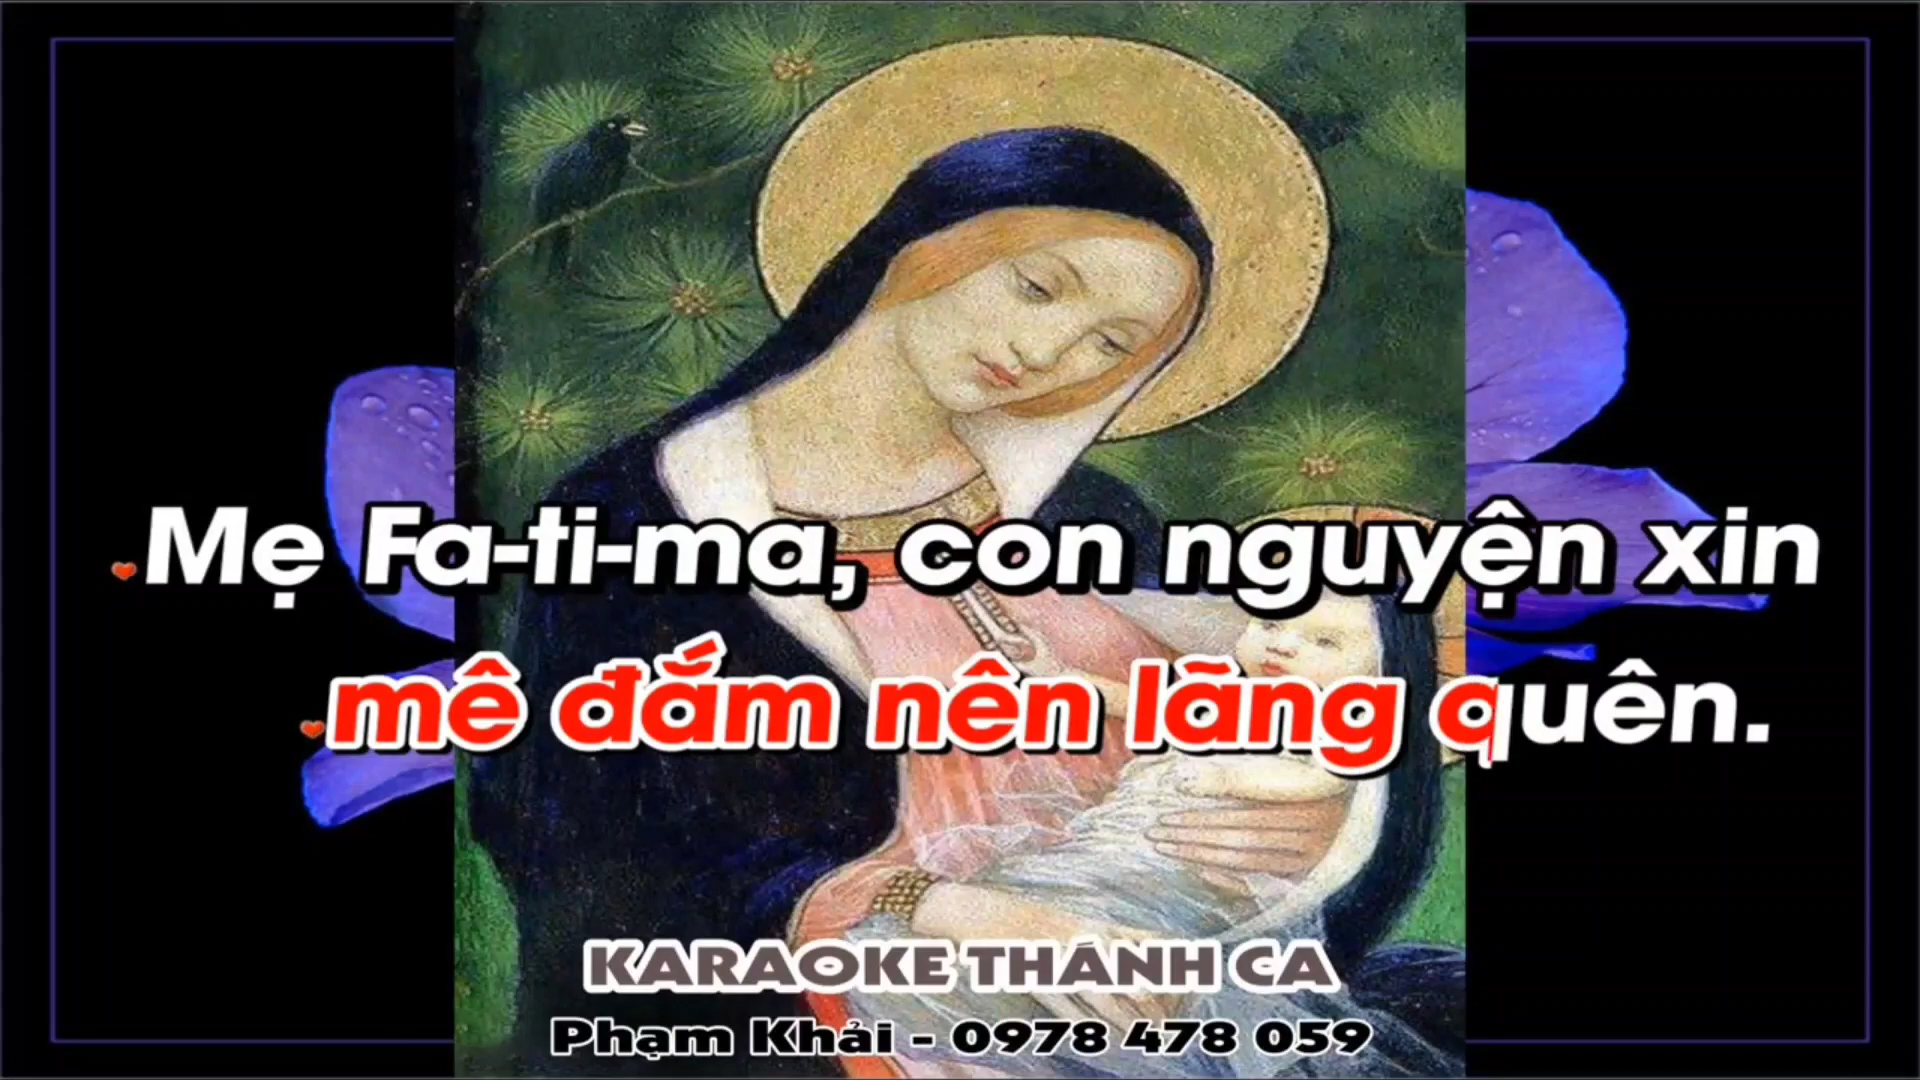 Mẹ Fa-ti-ma, con nguyện xin
mê đắm nên lãng quên.
KARAOKE THÁNH CA
Phạm Khải - 0978 478 059